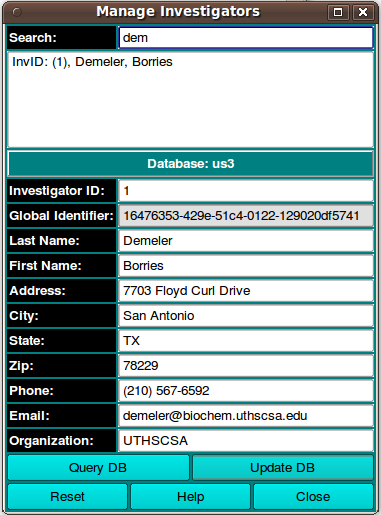 Manage Investigators
Search: dem
InvID: (1), Demeler, Borries
Database: us3
Investigator ID: 1
Global Identifier: 16476353-429e-51c4-0122-129020df5741
Last Name: Demeler
First Name: Borries
Address: 7703 Floyd Curl Drive
City: San Antonio
State: TX
Zip: 78229
Phone: (210) 567-6592
Email: demeler@biochem.uthscsa.edu
Organization: UTHSCSA
Query DB Update DB
Reset Help Close